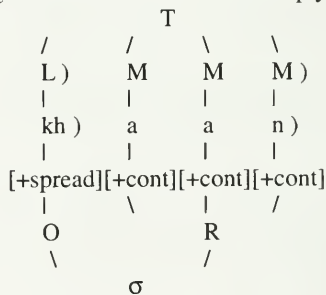 T
/ / \ \
L ) M M M )
| | | |
kh ) a a n )
| | | |
[+spread][+cont][+cont][+cont]
| \ | /
O R
\ /
σ